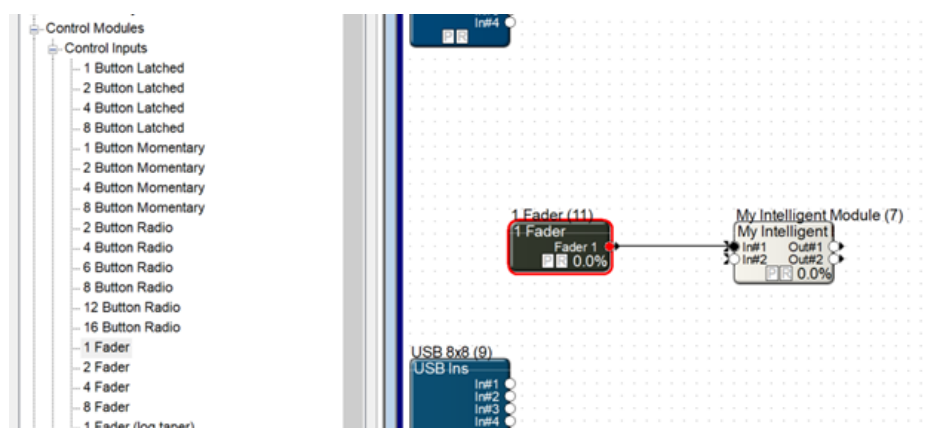 Control Modules
Control Inputs
1 Button Latched
2 Button Latched
4 Button Latched
8 Button Latched
1 Button Momentary
2 Button Momentary
4 Button Momentary
8 Button Momentary
2 Button Radio
4 Button Radio
6 Button Radio
8 Button Radio
12 Button Radio
16 Button Radio
1 Fader
2 Fader
4 Fader
8 Fader
1 Fader (log taper)
In#4
P R
1 Fader (11)
1 Fader
Fader 1
P R 0.0%
My Intelligent Module (7)
My Intelligent
In#1 Out#1
In#2 Out#2
P R 0.0%
USB 8x8 (9)
USB Ins
In#1
In#2
In#3
In#4